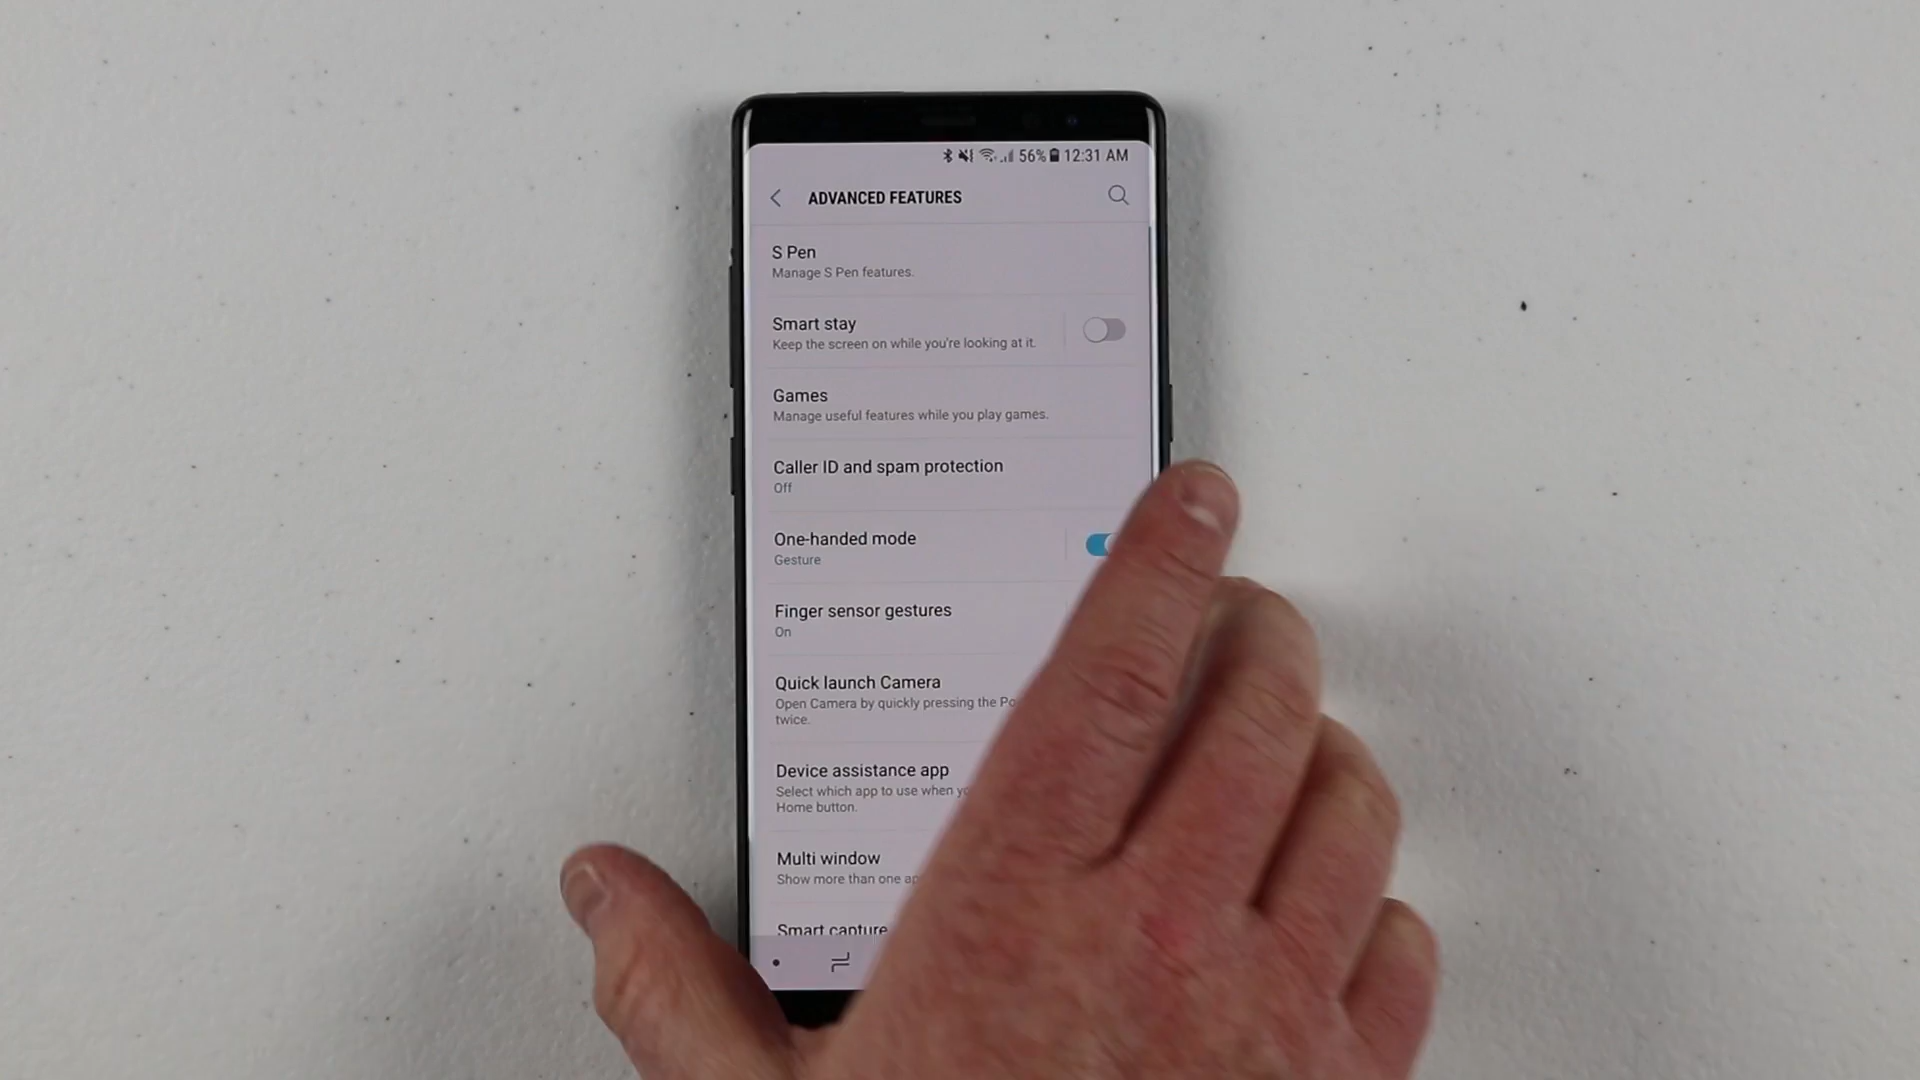 56% 12:31 AM
ADVANCED FEATURES
S Pen
Manage S Pen features.
Smart stay
Keep the screen on while you're looking at it.
Games
Manage useful features while you play games.
Caller ID and spam protection
Off
One-handed mode
Gesture
Finger sensor gestures
On
Quick launch Camera
Open Camera by quickly pressing the
twice.
Device assistance app
Select which app to use when
Home button.
Multi window
Show more than one
Smart capture